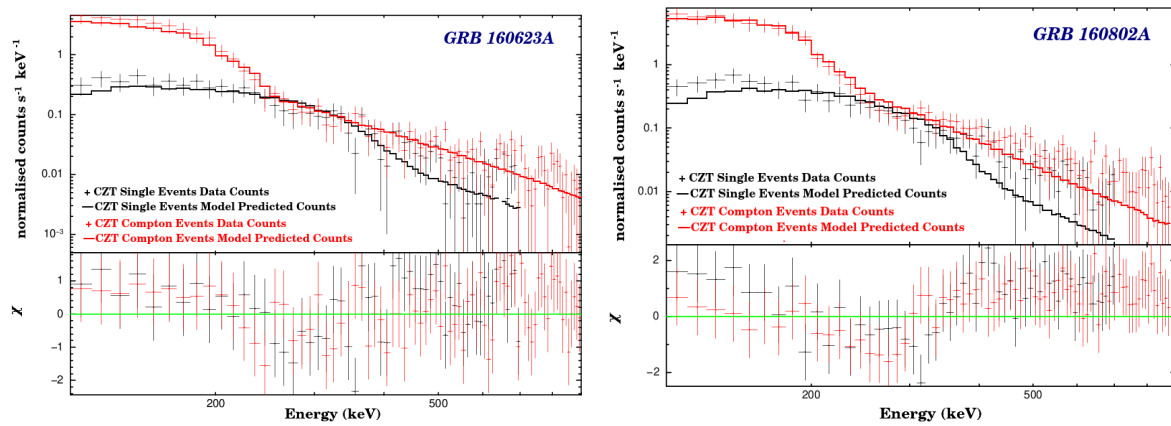 GRB 160623A
normalised counts s⁻¹ keV⁻¹
1
0.1
0.01
10⁻³
+ CZT Single Events Data Counts
— CZT Single Events Model Predicted Counts
+ CZT Compton Events Data Counts
— CZT Compton Events Model Predicted Counts
χ
1
0
-1
-2
200
500
Energy (keV)
GRB 160802A
normalised counts s⁻¹ keV⁻¹
1
0.1
0.01
+ CZT Single Events Data Counts
— CZT Single Events Model Predicted Counts
+ CZT Compton Events Data Counts
— CZT Compton Events Model Predicted Counts
χ
2
0
-2
200
500
Energy (keV)